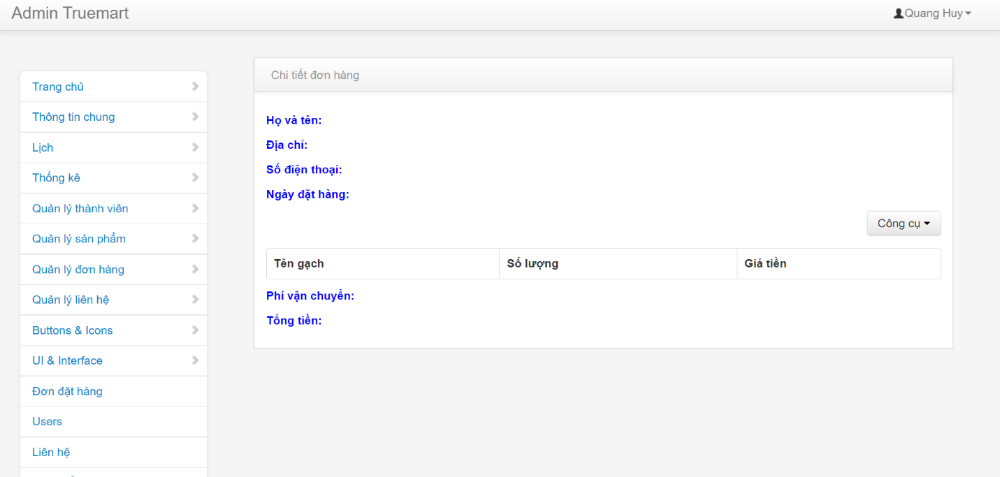 Admin Truemart
Quang Huy
Trang chủ
Thông tin chung
Lịch
Thống kê
Quản lý thành viên
Quản lý sản phẩm
Quản lý đơn hàng
Quản lý liên hệ
Buttons & Icons
UI & Interface
Đơn đặt hàng
Users
Liên hệ
Chi tiết đơn hàng
Họ và tên:
Địa chỉ:
Số điện thoại:
Ngày đặt hàng:
Công cụ
Tên gạch Số lượng Giá tiền
Phí vận chuyển:
Tổng tiền: